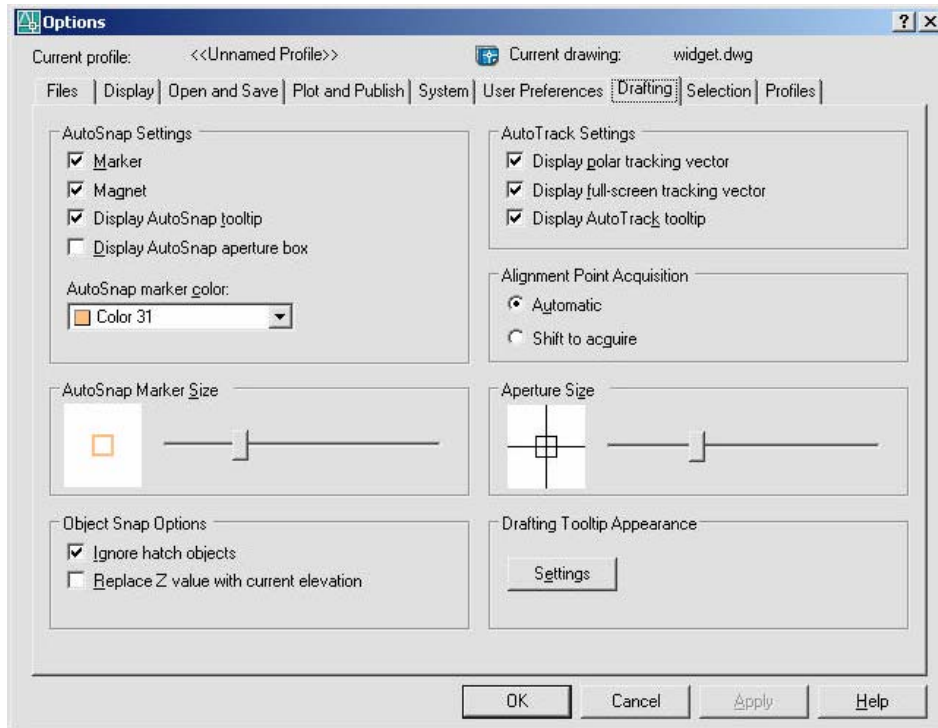 Options
Current profile: <<Unnamed Profile>> Current drawing: widget.dwg
Files Display Open and Save Plot and Publish System User Preferences Drafting Selection Profiles
AutoSnap Settings
Marker
Magnet
Display AutoSnap tooltip
Display AutoSnap aperture box
AutoSnap marker color:
Color 31
AutoTrack Settings
Display polar tracking vector
Display full-screen tracking vector
Display AutoTrack tooltip
Alignment Point Acquisition
Automatic
Shift to acquire
AutoSnap Marker Size
Aperture Size
Object Snap Options
Ignore hatch objects
Replace Z value with current elevation
Drafting Tooltip Appearance
Settings
OK Cancel Apply Help